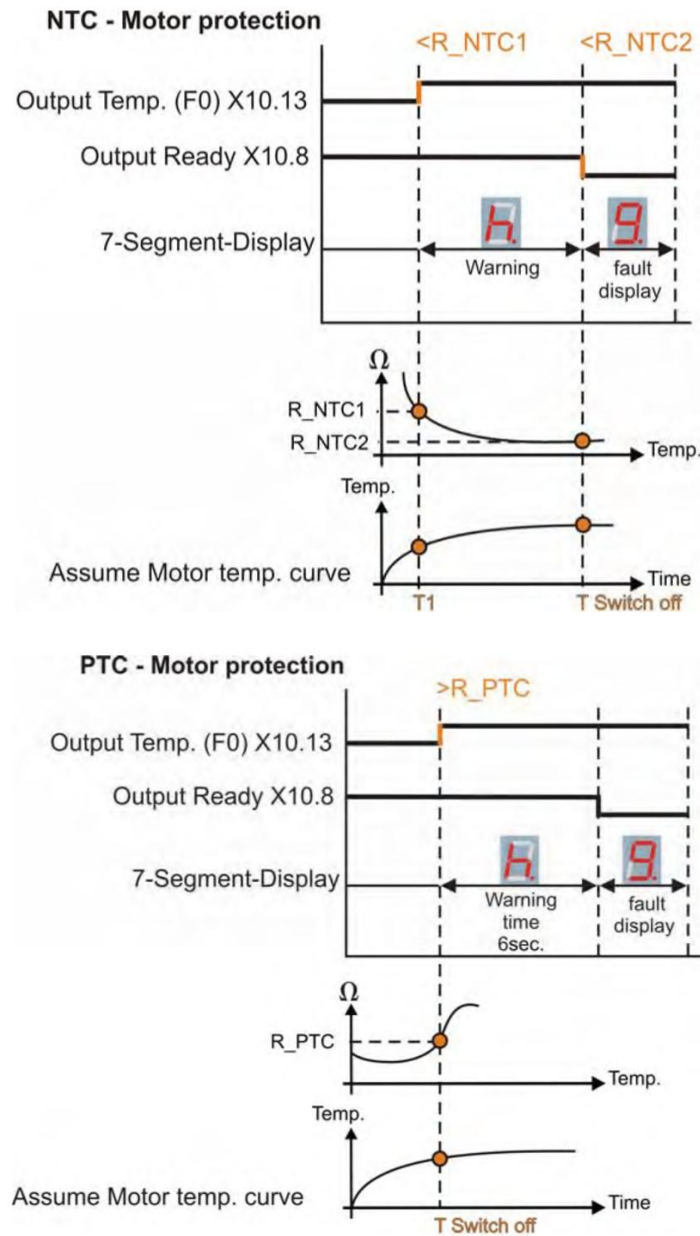 NTC - Motor protection
<R_NTC1
<R_NTC2
Output Temp. (F0) X10.13
Output Ready X10.8
7-Segment-Display
h.
9.
Warning
fault
display
Ω
R_NTC1
R_NTC2
Temp.
Temp.
Assume Motor temp. curve
Time
T1
T Switch off
PTC - Motor protection
>R_PTC
Output Temp. (F0) X10.13
Output Ready X10.8
7-Segment-Display
h.
9.
Warning
time
6sec.
fault
display
Ω
R_PTC
Temp.
Temp.
Assume Motor temp. curve
Time
T Switch off